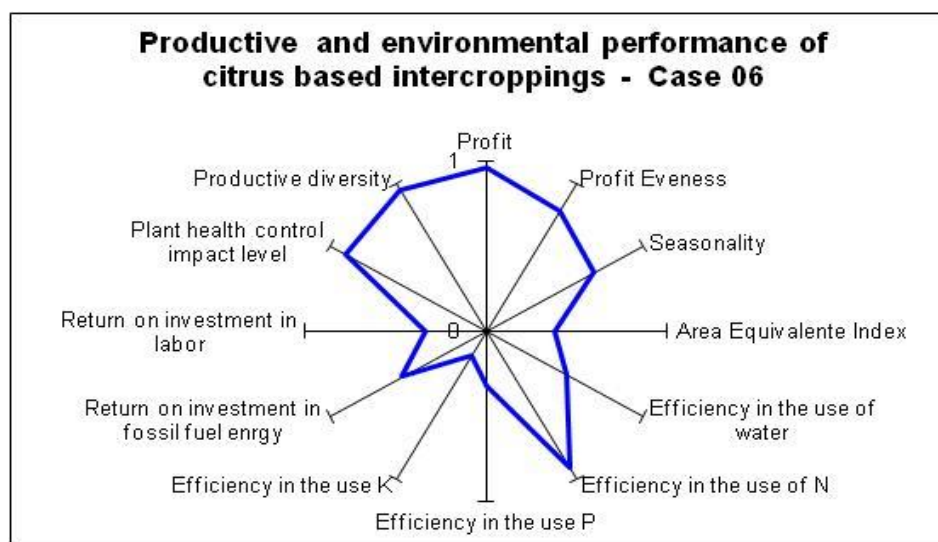 Productive and environmental performance of
citrus based intercroppings - Case 06
Profit
1
Productive diversity
Profit Eveness
Plant health control
impact level
Seasonality
Return on investment in
labor
0
Area Equivalente Index
Return on investment in
fossil fuel enrgy
Efficiency in the use of
water
Efficiency in the use K
Efficiency in the use of N
Efficiency in the use P